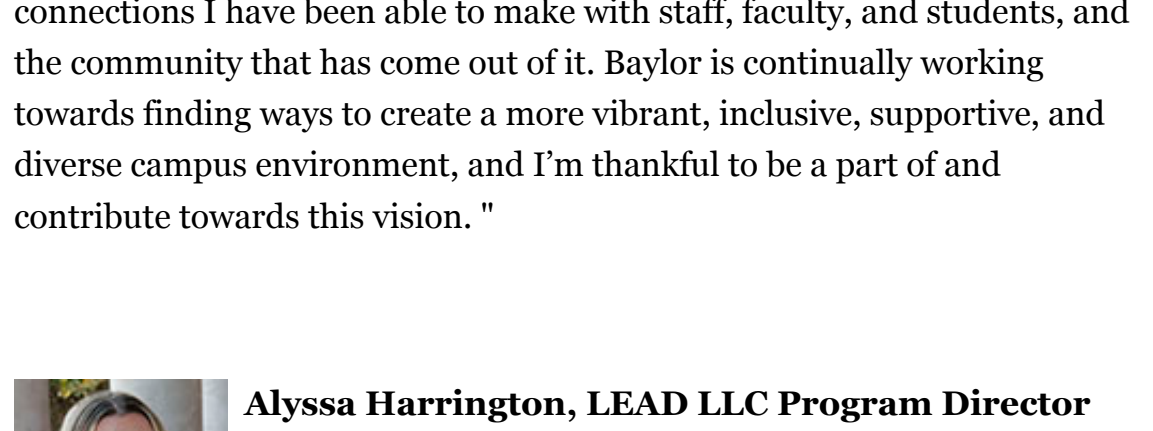 connections I have been able to make with staff, faculty, and students, and
the community that has come out of it. Baylor is continually working
towards finding ways to create a more vibrant, inclusive, supportive, and
diverse campus environment, and I’m thankful to be a part of and
contribute towards this vision. "
Alyssa Harrington, LEAD LLC Program Director